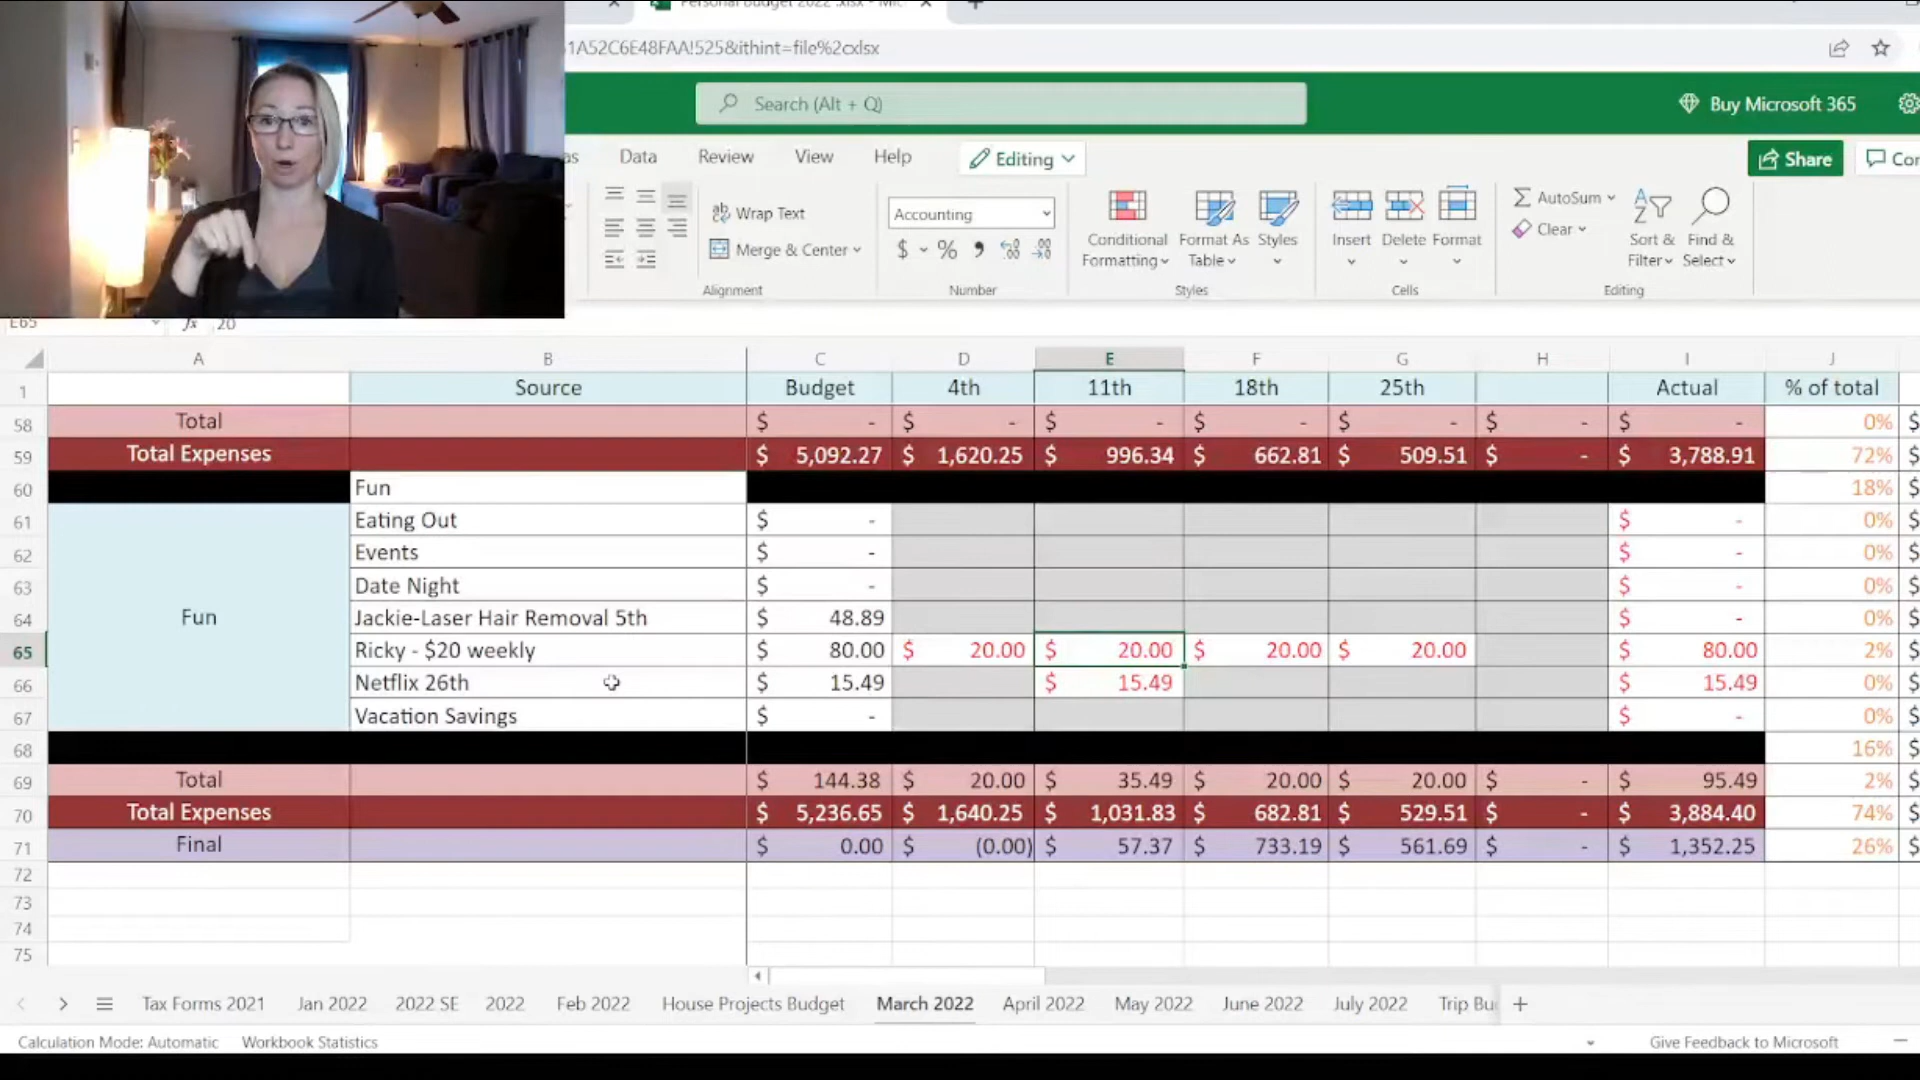 Personal Budget 2022 .xlsx - Mic
51A52C6E48FAA!525&ithint=file%2cxlsx
Search (Alt + Q)
Buy Microsoft 365
as Data Review View Help Editing
Share Con
Wrap Text
Merge & Center
Alignment
Accounting
$ %
Number
Conditional Formatting
Format As Table
Styles
Styles
Insert Delete Format
Cells
AutoSum
Clear
Sort & Filter
Find & Select
Editing
E65 fx 20
A B C D E F G H I J
1 Source Budget 4th 11th 18th 25th Actual % of total
58 Total $ - $ - $ - $ - $ - $ - $ - 0% $
59 Total Expenses $ 5,092.27 $ 1,620.25 $ 996.34 $ 662.81 $ 509.51 $ - $ 3,788.91 72% $
60 Fun 18% $
61 Eating Out $ - $ - 0% $
62 Events $ - $ - 0% $
63 Date Night $ - $ - 0% $
64 Fun Jackie-Laser Hair Removal 5th $ 48.89 $ - 0% $
65 Ricky - $20 weekly $ 80.00 $ 20.00 $ 20.00 $ 20.00 $ 20.00 $ 80.00 2% $
66 Netflix 26th $ 15.49 $ 15.49 $ 15.49 0% $
67 Vacation Savings $ - $ - 0% $
68 16% $
69 Total $ 144.38 $ 20.00 $ 35.49 $ 20.00 $ 20.00 $ - $ 95.49 2% $
70 Total Expenses $ 5,236.65 $ 1,640.25 $ 1,031.83 $ 682.81 $ 529.51 $ - $ 3,884.40 74% $
71 Final $ 0.00 $ (0.00) $ 57.37 $ 733.19 $ 561.69 $ - $ 1,352.25 26% $
72
73
74
75
Tax Forms 2021 Jan 2022 2022 SE 2022 Feb 2022 House Projects Budget March 2022 April 2022 May 2022 June 2022 July 2022 Trip Bu
Calculation Mode: Automatic Workbook Statistics Give Feedback to Microsoft